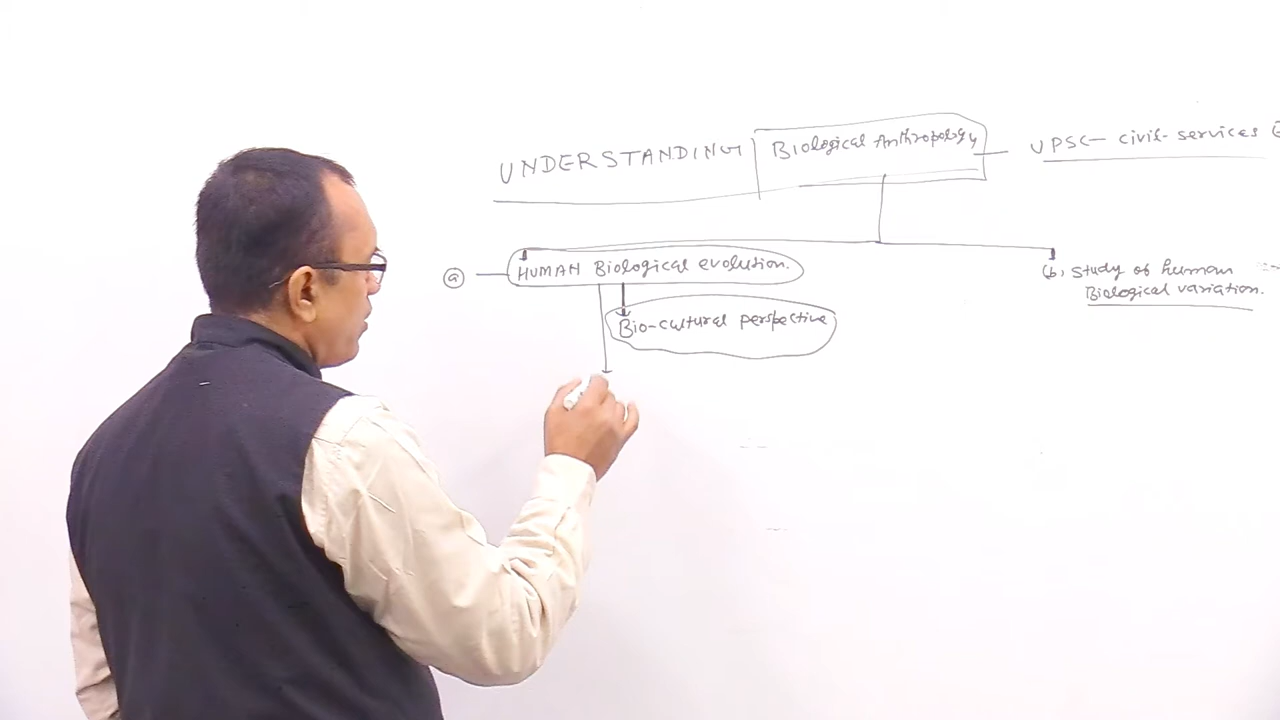 UNDERSTANDING Biological Anthropology UPSC- civil-services
(a) HUMAN Biological evolution.
(b). Study of human
Biological variation.
Bio-cultural perspective